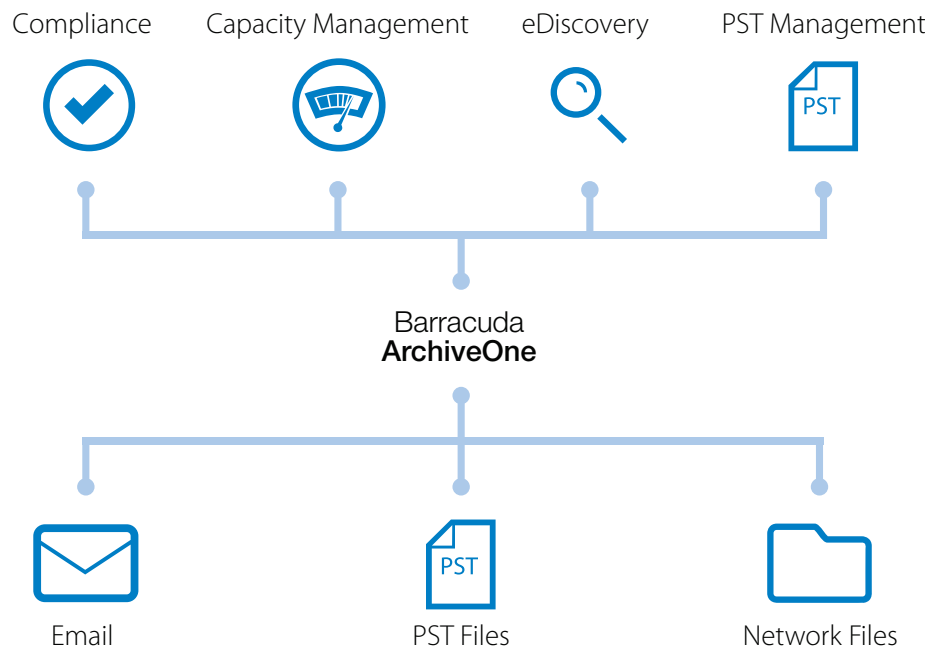 Compliance
Capacity Management
eDiscovery
PST Management
PST
Barracuda
ArchiveOne
PST
Email
PST Files
Network Files